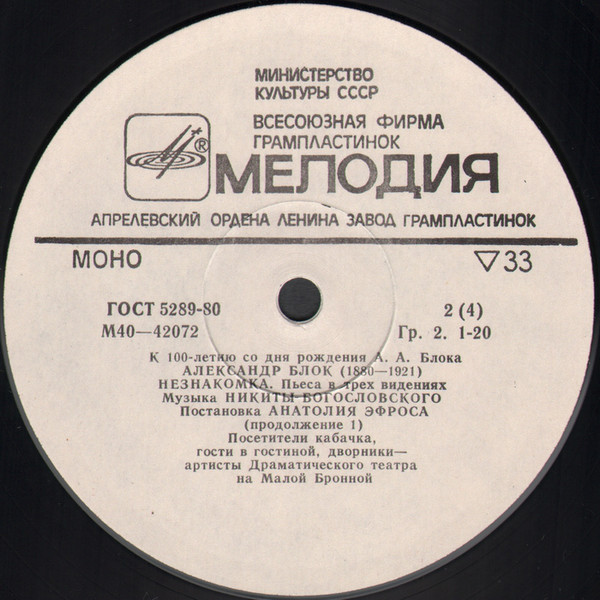 МИНИСТЕРСТВО
КУЛЬТУРЫ СССР
ВСЕСОЮЗНАЯ ФИРМА
ГРАМПЛАСТИНОК
® МЕЛОДИЯ
АПРЕЛЕВСКИЙ ОРДЕНА ЛЕНИНА ЗАВОД ГРАМПЛАСТИНОК
МОНО ▽33
ГОСТ 5289-80 2 (4)
М40—42072 Гр. 2. 1-20
К 100-летию со дня рождения А. А. Блока
АЛЕКСАНДР БЛОК (1880—1921)
НЕЗНАКОМКА. Пьеса в трех видениях
Музыка НИКИТЫ БОГОСЛОВСКОГО
Постановка АНАТОЛИЯ ЭФРОСА
(продолжение 1)
Посетители кабачка,
гости в гостиной, дворники—
артисты Драматического театра
на Малой Бронной